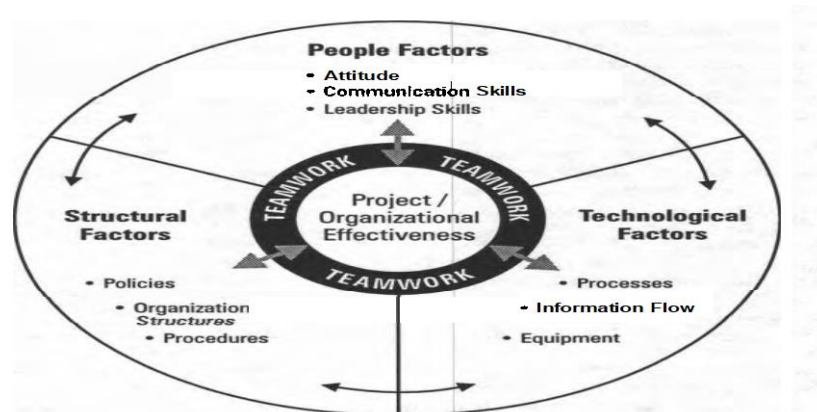 People Factors
• Attitude
• Communication Skills
• Leadership Skills
TEAMWORK
TEAMWORK
Project /
Organizational
Effectiveness
TEAMWORK
Structural
Factors
• Policies
• Organization
Structures
• Procedures
Technological
Factors
• Processes
• Information Flow
• Equipment